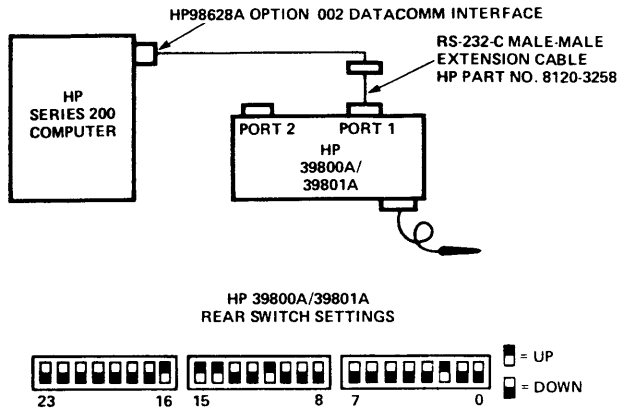 HP98628A OPTION 002 DATACOMM INTERFACE
RS-232-C MALE-MALE
EXTENSION CABLE
HP PART NO. 8120-3258
HP
SERIES 200
COMPUTER
PORT 2 PORT 1
HP
39800A/
39801A
HP 39800A/39801A
REAR SWITCH SETTINGS
= UP
= DOWN
23 16 15 8 7 0